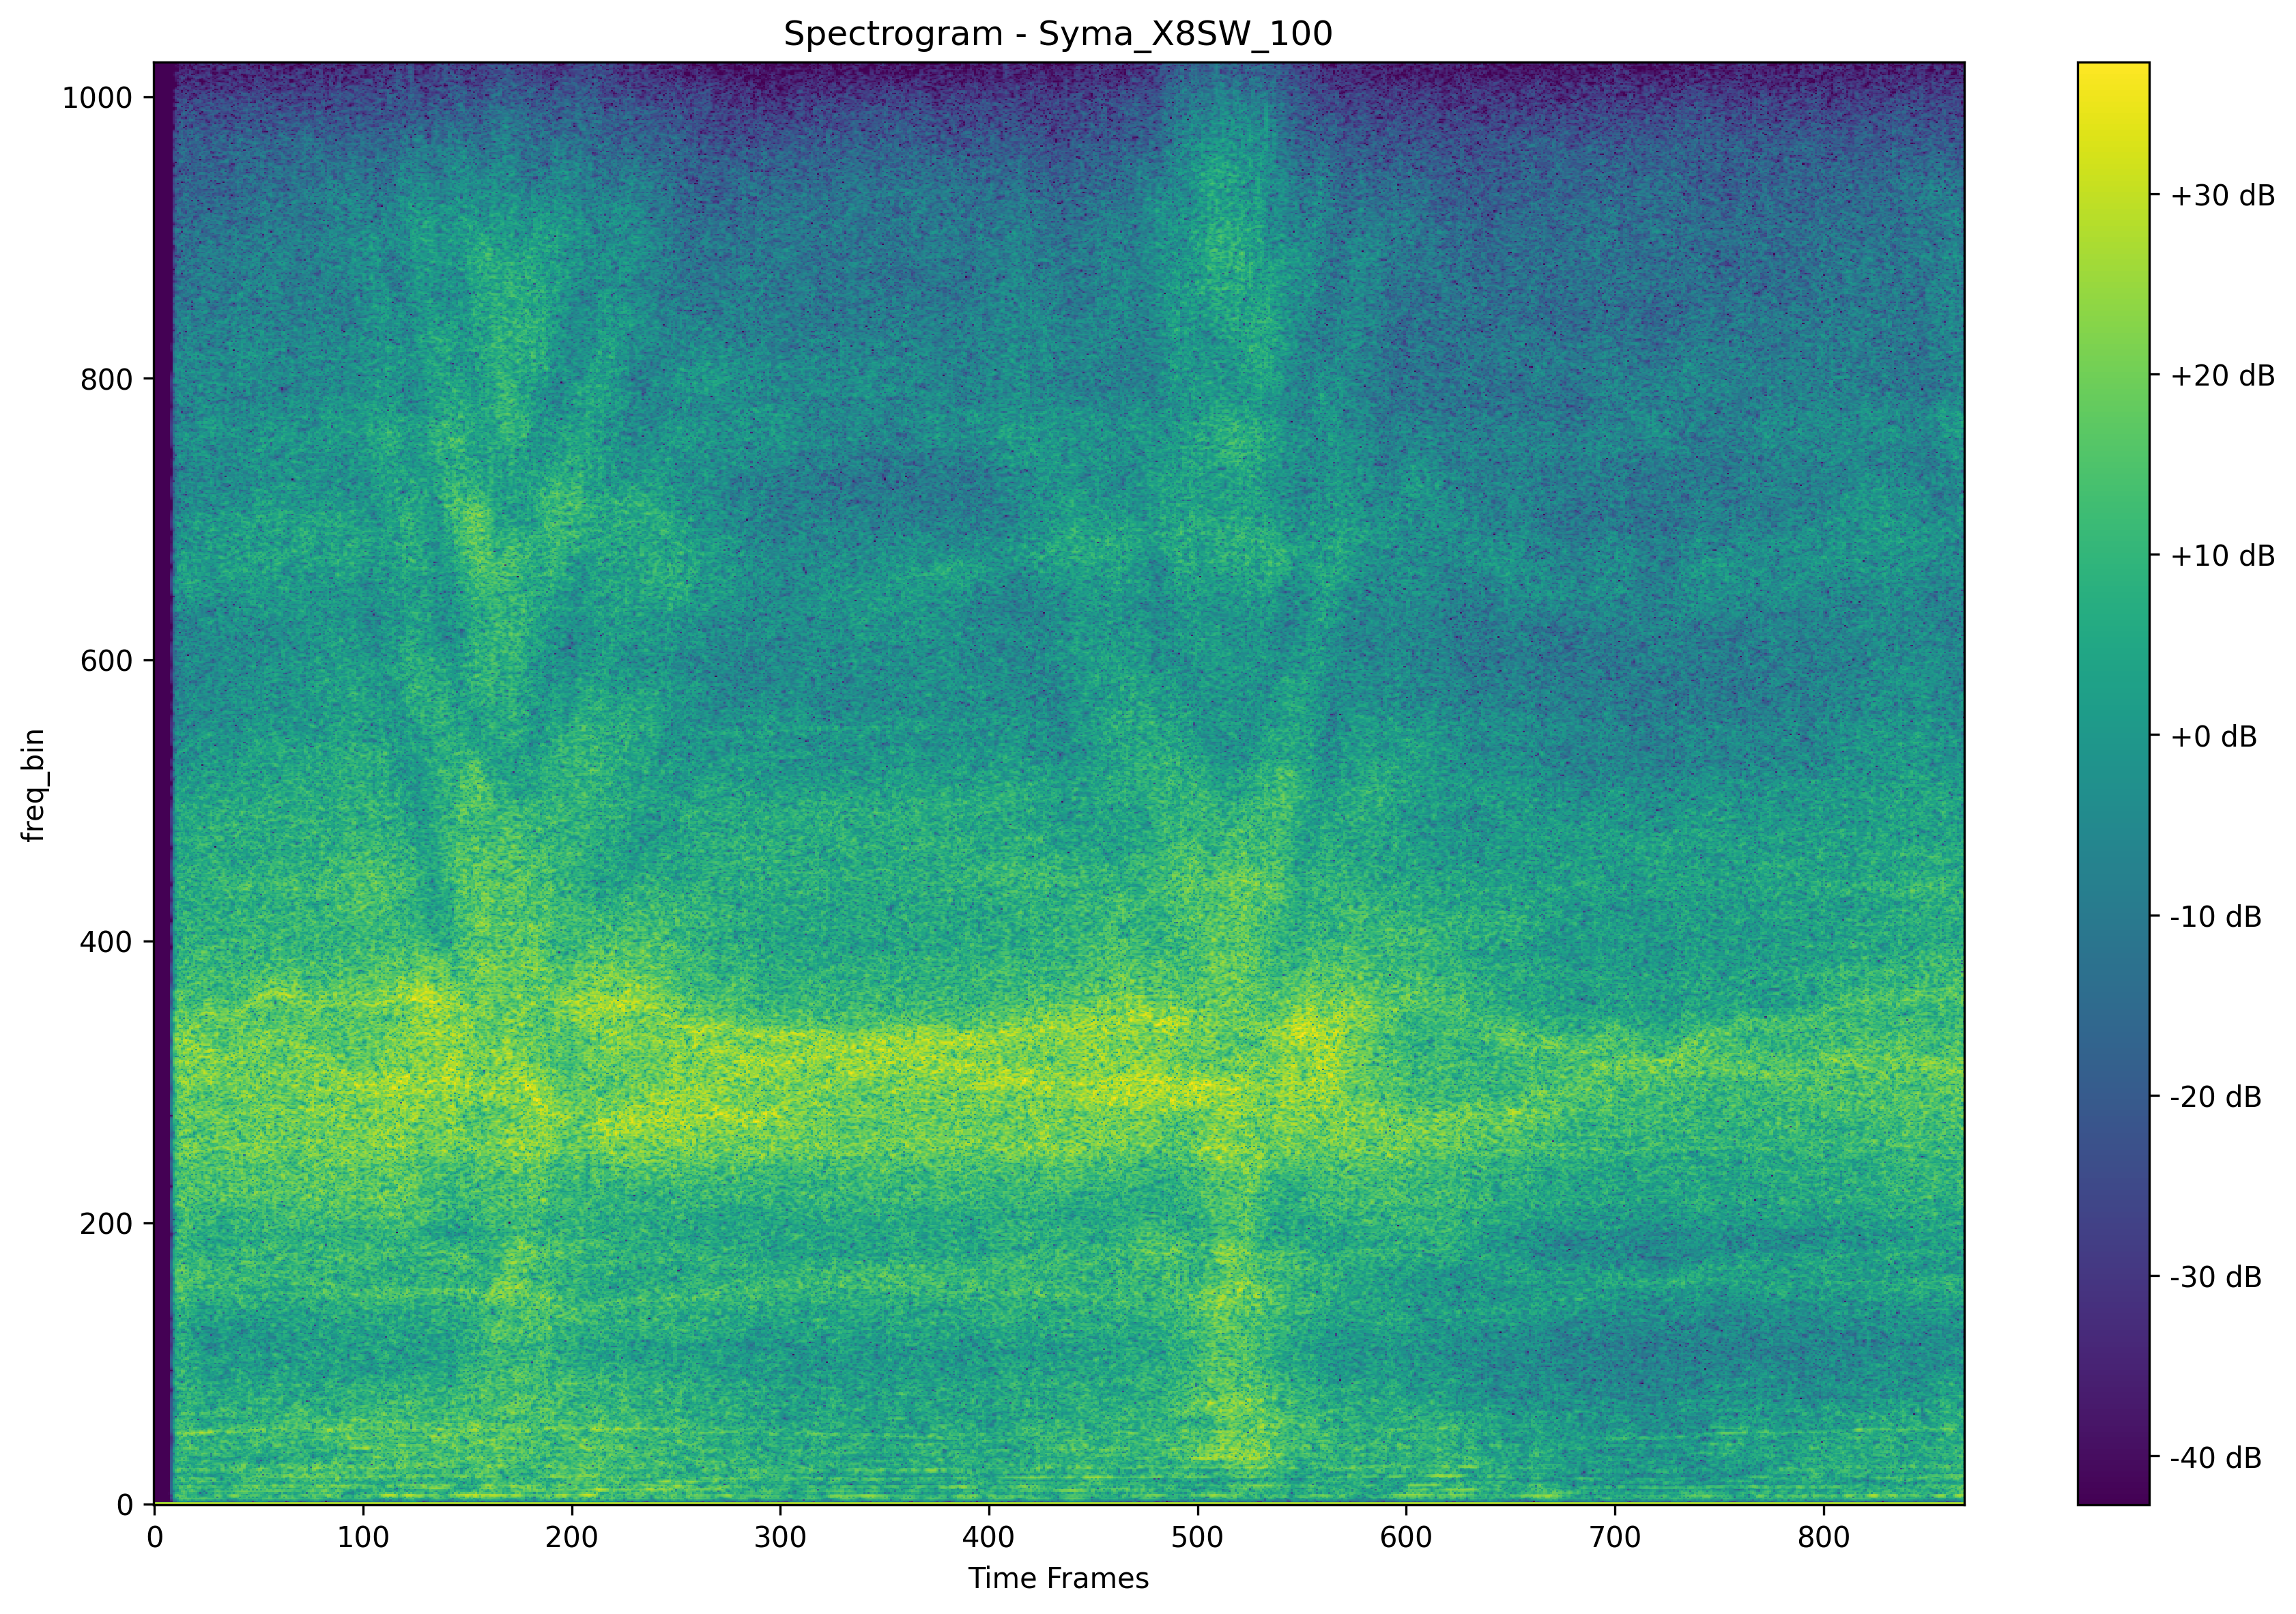 Spectrogram - Syma_X8SW_100
1000
800
600
400
200
0
freq_bin
0 100 200 300 400 500 600 700 800
Time Frames
+30 dB
+20 dB
+10 dB
+0 dB
-10 dB
-20 dB
-30 dB
-40 dB